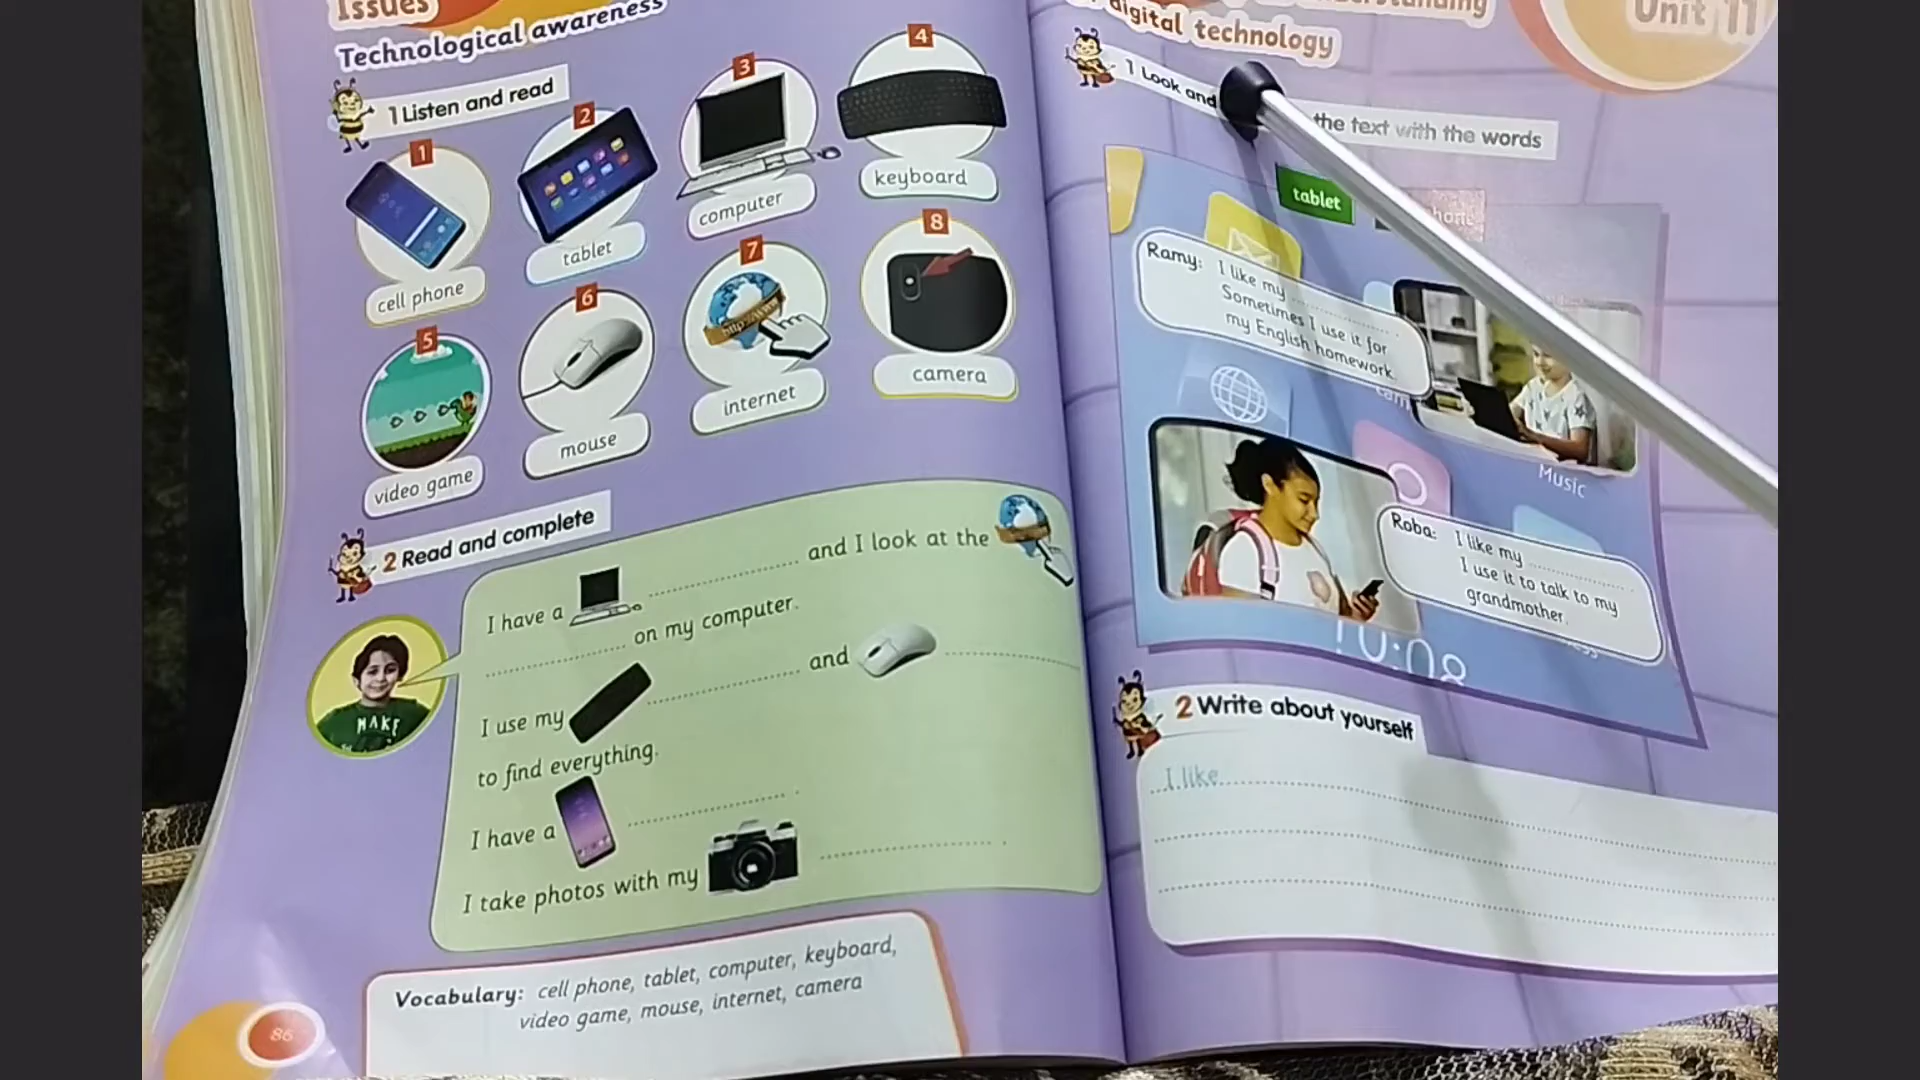 Issues
Technological awareness
1 Listen and read
1
2
3
4
cell phone
tablet
computer
keyboard
5
6
7
8
video game
mouse
http://www
internet
camera
2 Read and complete
I have a ............ and I look at the
............ on my computer.
I use my ............ and ............
to find everything.
I have a ............ .
I take photos with my ............ .
MAKE
Vocabulary: cell phone, tablet, computer, keyboard,
video game, mouse, internet, camera
86
digital technology
Unit 11
1 Look and
the text with the words
tablet
Ramy: I like my ............ .
Sometimes I use it for
my English homework.
Music
Roba: I like my ............ .
I use it to talk to my
grandmother.
10:08
2 Write about yourself
I like